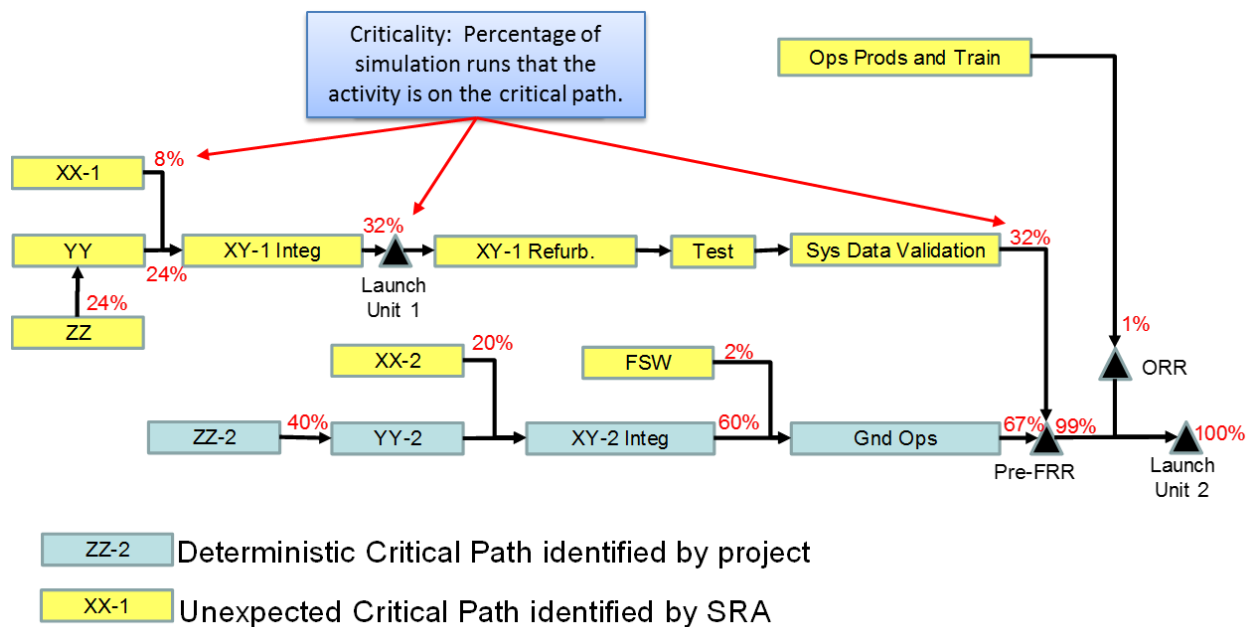 Criticality:  Percentage of
simulation runs that the
activity is on the critical path.
Ops Prods and Train
XX-1
8%
YY
24%
XY-1 Integ
32%
Launch
Unit 1
XY-1 Refurb.
Test
Sys Data Validation
32%
24%
ZZ
1%
ORR
XX-2
20%
FSW
2%
ZZ-2
40%
YY-2
XY-2 Integ
60%
Gnd Ops
67%
99%
Pre-FRR
100%
Launch
Unit 2
ZZ-2
Deterministic Critical Path identified by project
XX-1
Unexpected Critical Path identified by SRA